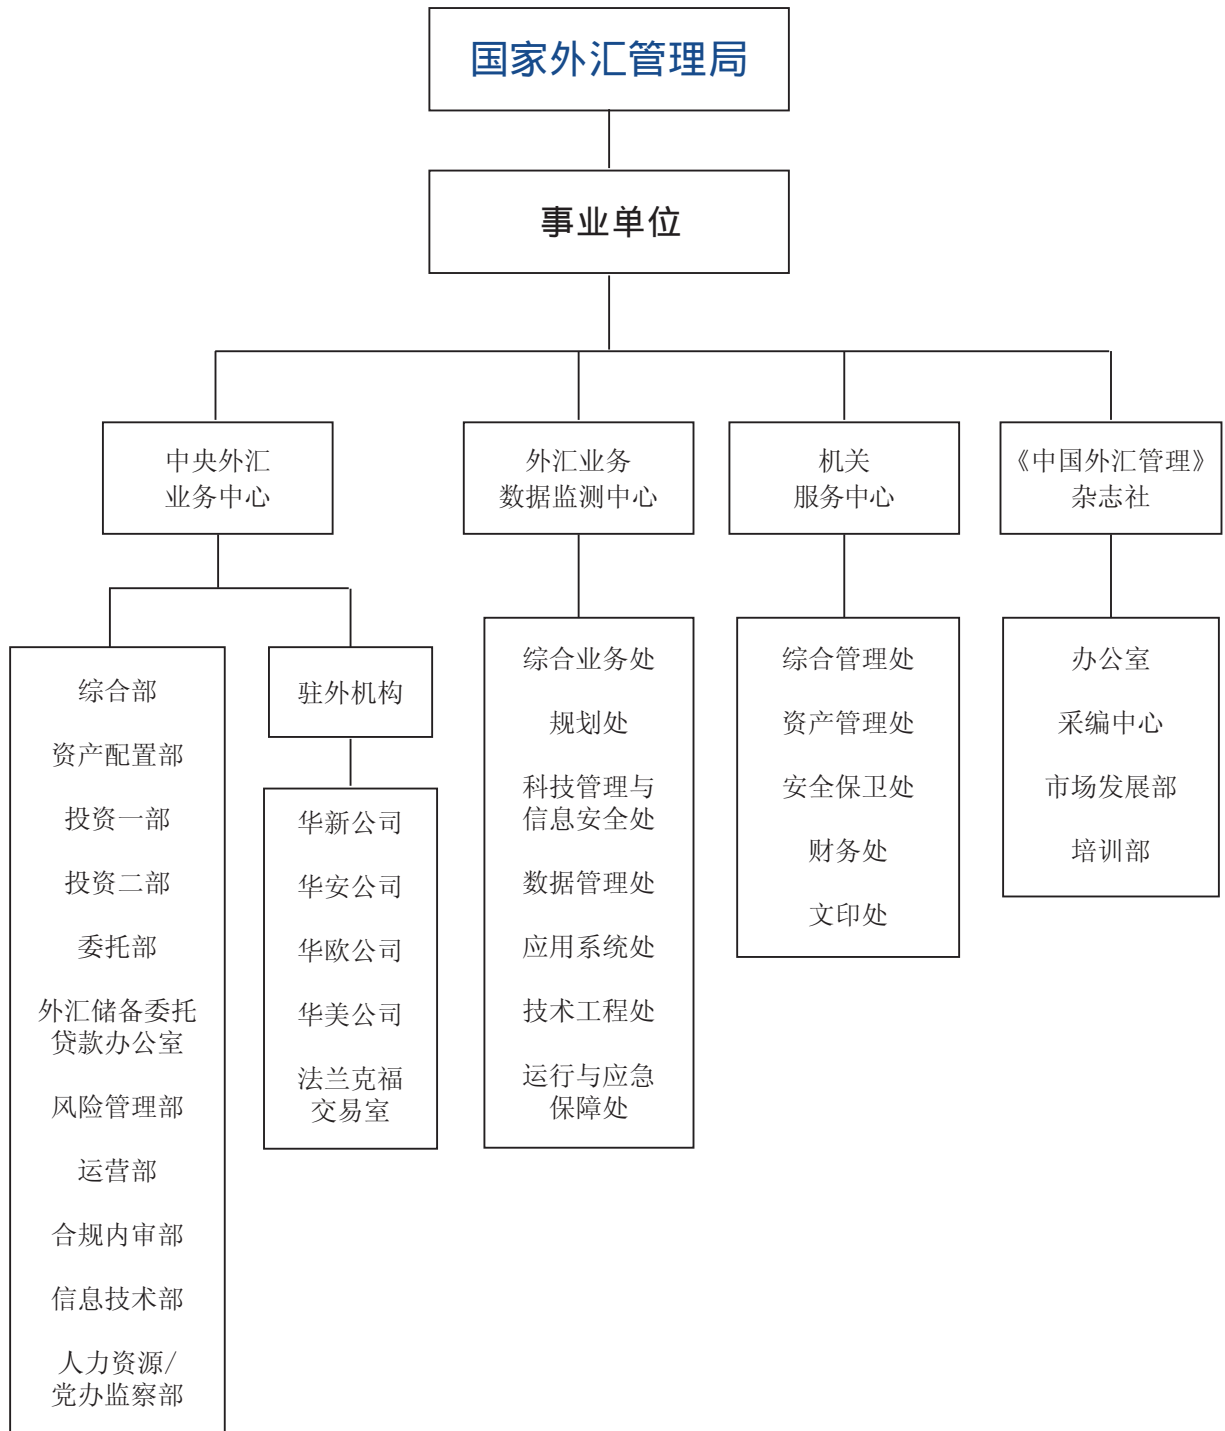 国家外汇管理局
事业单位
中央外汇
业务中心
外汇业务
数据监测中心
机关
服务中心
《中国外汇管理》
杂志社
综合部
资产配置部
投资一部
投资二部
委托部
外汇储备委托
贷款办公室
风险管理部
运营部
合规内审部
信息技术部
人力资源/
党办监察部
驻外机构
华新公司
华安公司
华欧公司
华美公司
法兰克福
交易室
综合业务处
规划处
科技管理与
信息安全处
数据管理处
应用系统处
技术工程处
运行与应急
保障处
综合管理处
资产管理处
安全保卫处
财务处
文印处
办公室
采编中心
市场发展部
培训部